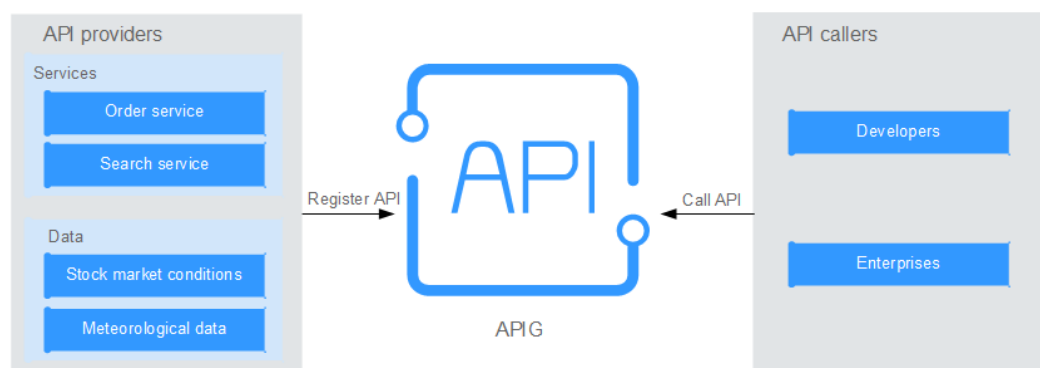 API providers
Services
Order service
Search service
Data
Stock market conditions
Meteorological data
Register API
API
APIG
Call API
API callers
Developers
Enterprises